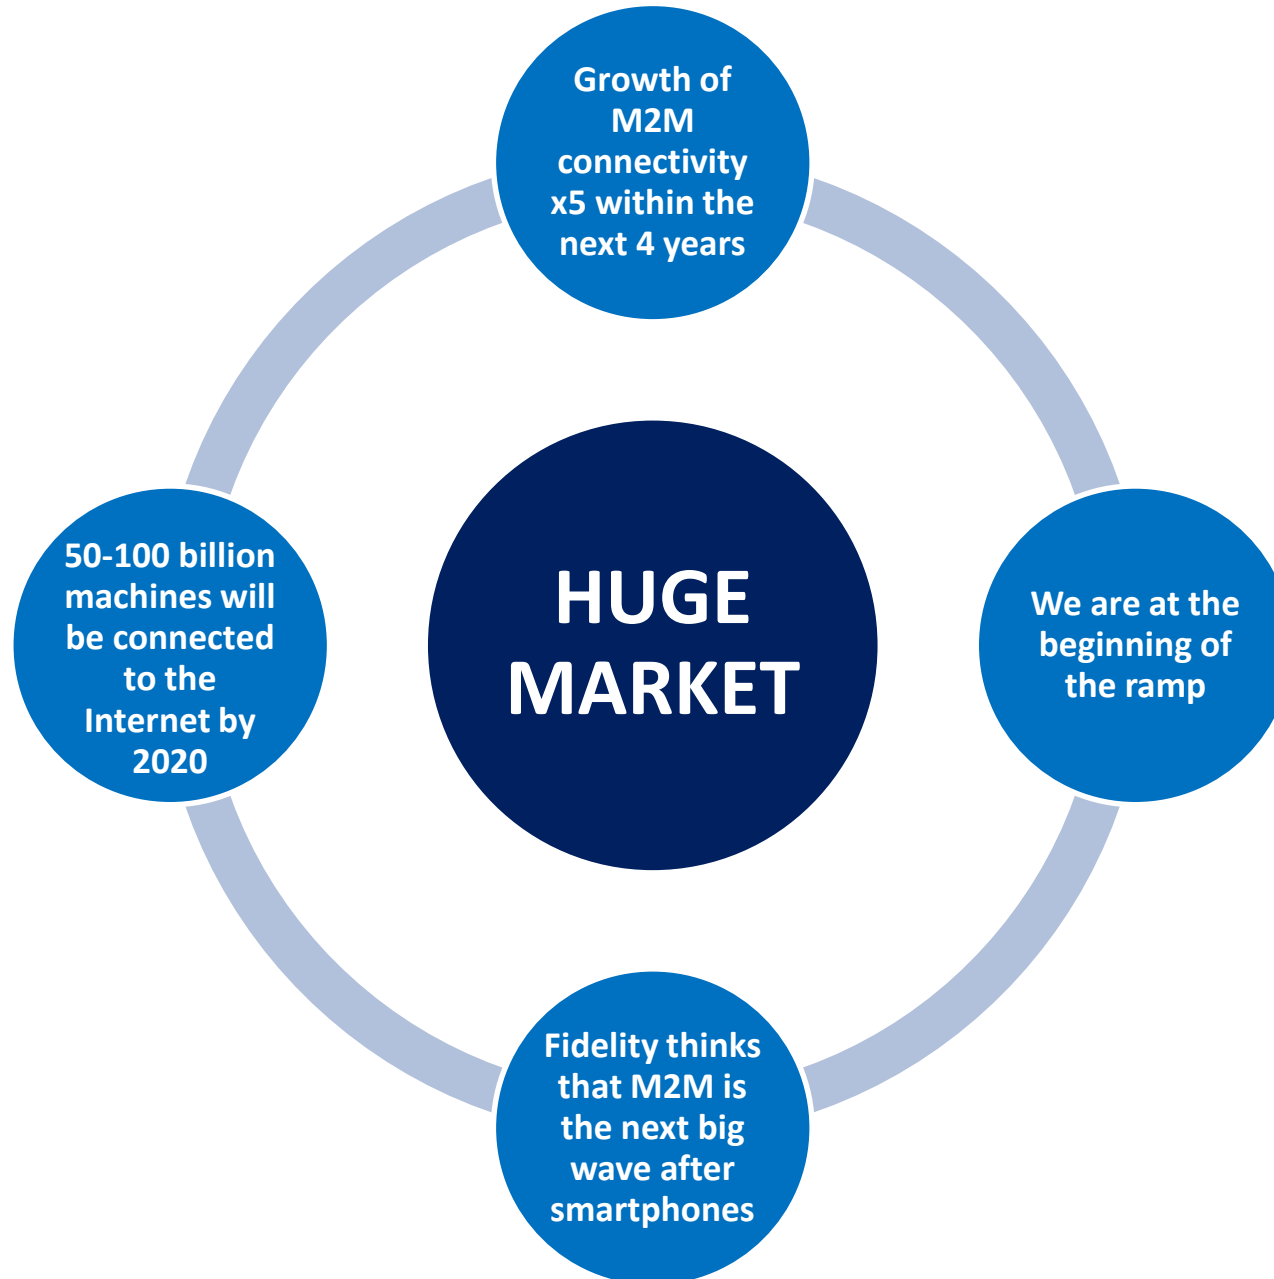 Growth of
M2M
connectivity
x5 within the
next 4 years
50-100 billion
machines will
be connected
to the
Internet by
2020
HUGE
MARKET
We are at the
beginning of
the ramp
Fidelity thinks
that M2M is
the next big
wave after
smartphones